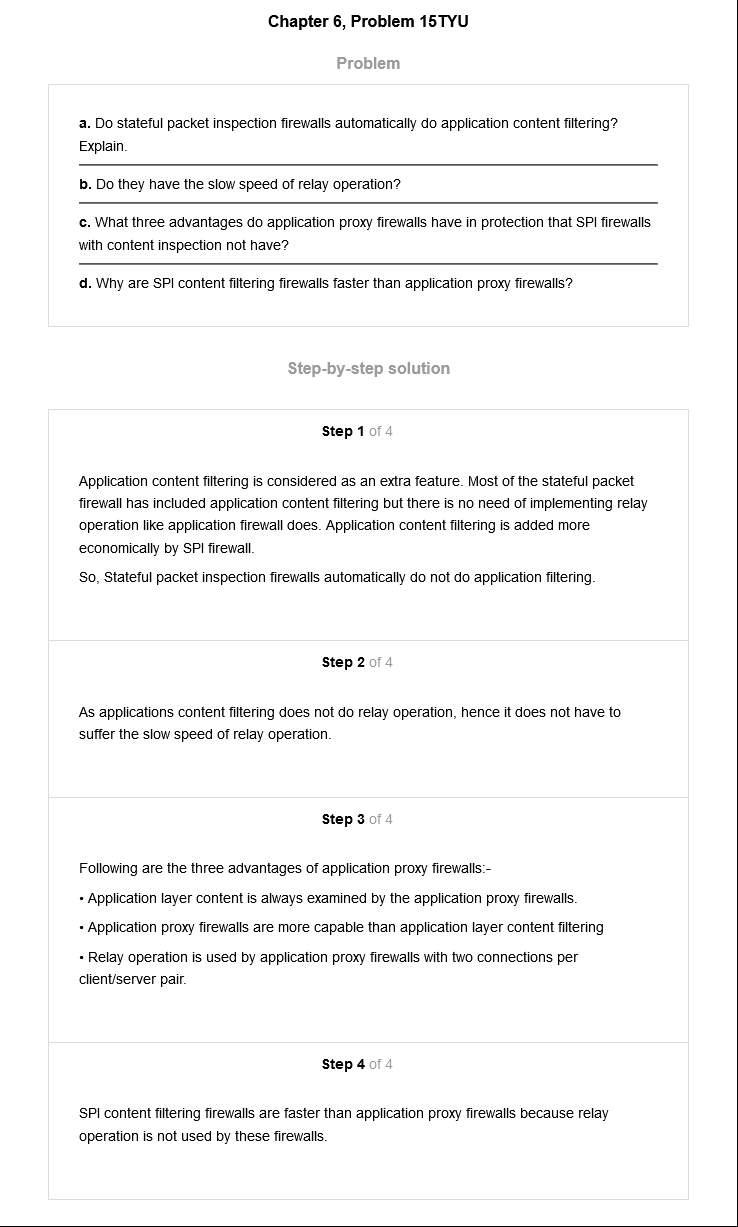 Chapter 6, Problem 15TYU
Problem
a. Do stateful packet inspection firewalls automatically do application content filtering?
Explain.
b. Do they have the slow speed of relay operation?
c. What three advantages do application proxy firewalls have in protection that SPI firewalls
with content inspection not have?
d. Why are SPI content filtering firewalls faster than application proxy firewalls?
Step-by-step solution
Step 1 of 4
Application content filtering is considered as an extra feature. Most of the stateful packet
firewall has included application content filtering but there is no need of implementing relay
operation like application firewall does. Application content filtering is added more
economically by SPI firewall.
So, Stateful packet inspection firewalls automatically do not do application filtering.
Step 2 of 4
As applications content filtering does not do relay operation, hence it does not have to
suffer the slow speed of relay operation.
Step 3 of 4
Following are the three advantages of application proxy firewalls:-
• Application layer content is always examined by the application proxy firewalls.
• Application proxy firewalls are more capable than application layer content filtering
• Relay operation is used by application proxy firewalls with two connections per
client/server pair.
Step 4 of 4
SPI content filtering firewalls are faster than application proxy firewalls because relay
operation is not used by these firewalls.